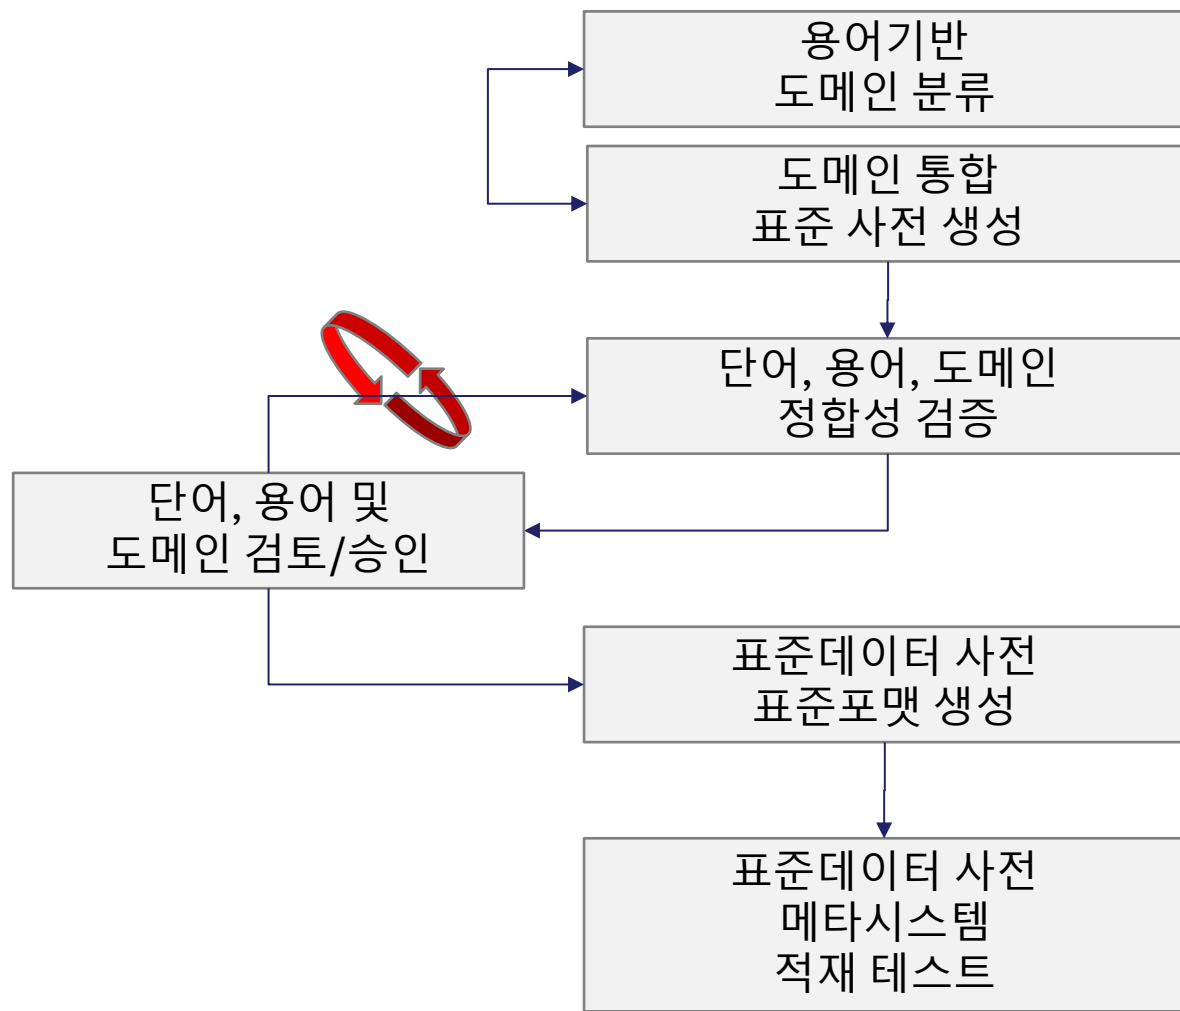 용어기반
도메인 분류
도메인 통합
표준 사전 생성
단어, 용어, 도메인
정합성 검증
단어, 용어 및
도메인 검토/승인
표준데이터 사전
표준포맷 생성
표준데이터 사전
메타시스템
적재 테스트